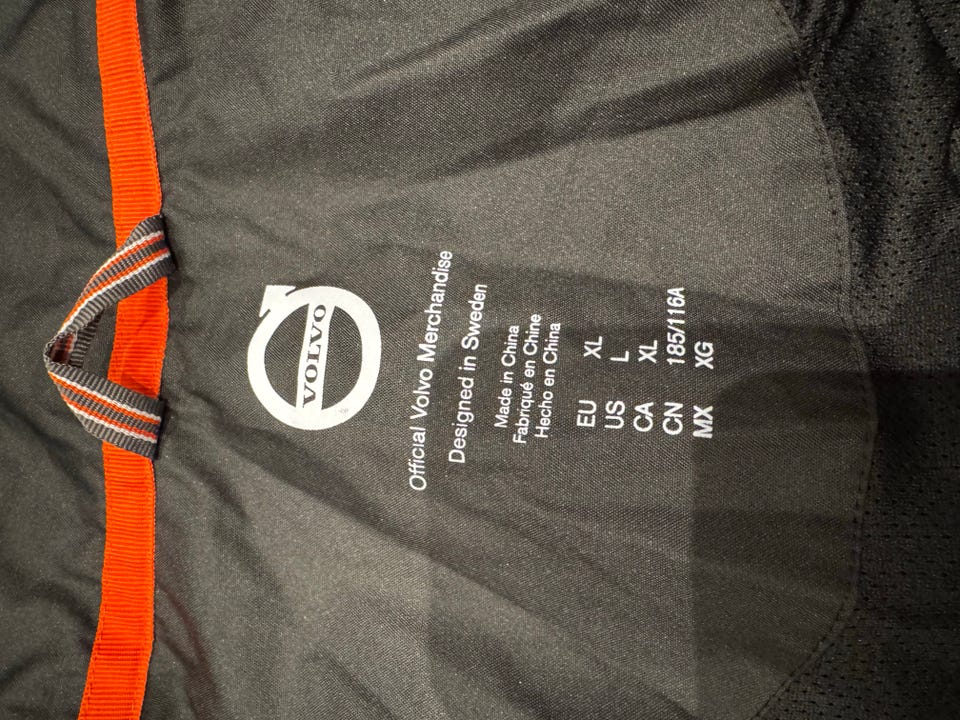 VOLVO
Official Volvo Merchandise
Designed in Sweden
Made in China
Fabriqué en Chine
Hecho en China
EU XL
US L
CA XL
CN 185/116A
MX XG